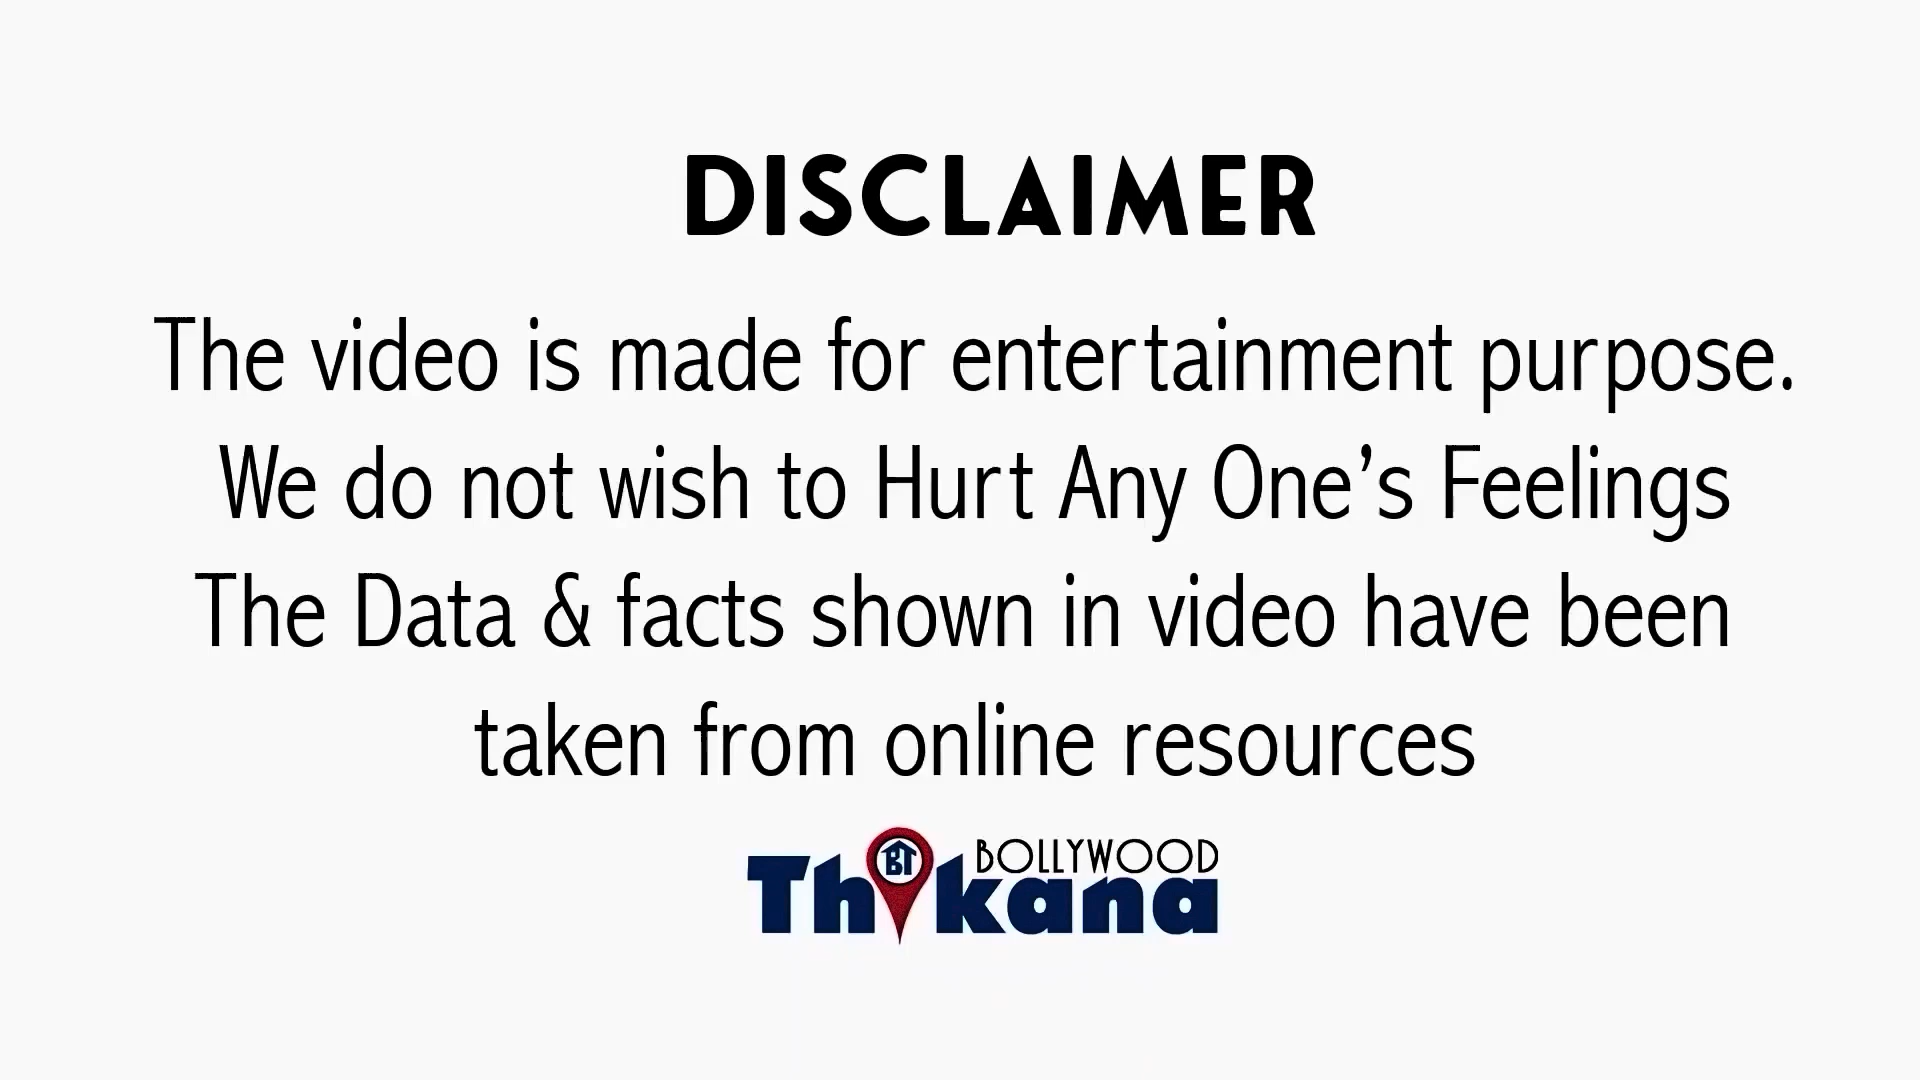 DISCLAIMER
The video is made for entertainment purpose.
We do not wish to Hurt Any One’s Feelings
The Data & facts shown in video have been
taken from online resources
BOLLYWOOD
BT
Thikana